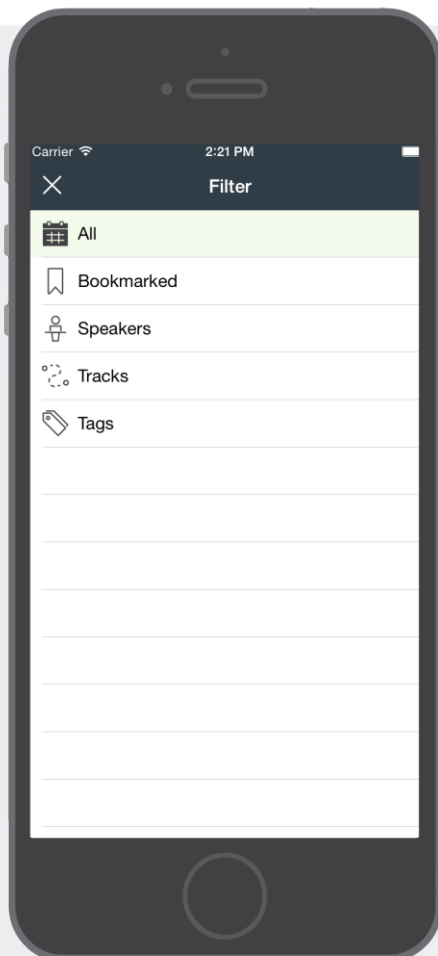 Carrier 2:21 PM
Filter
All
Bookmarked
Speakers
Tracks
Tags